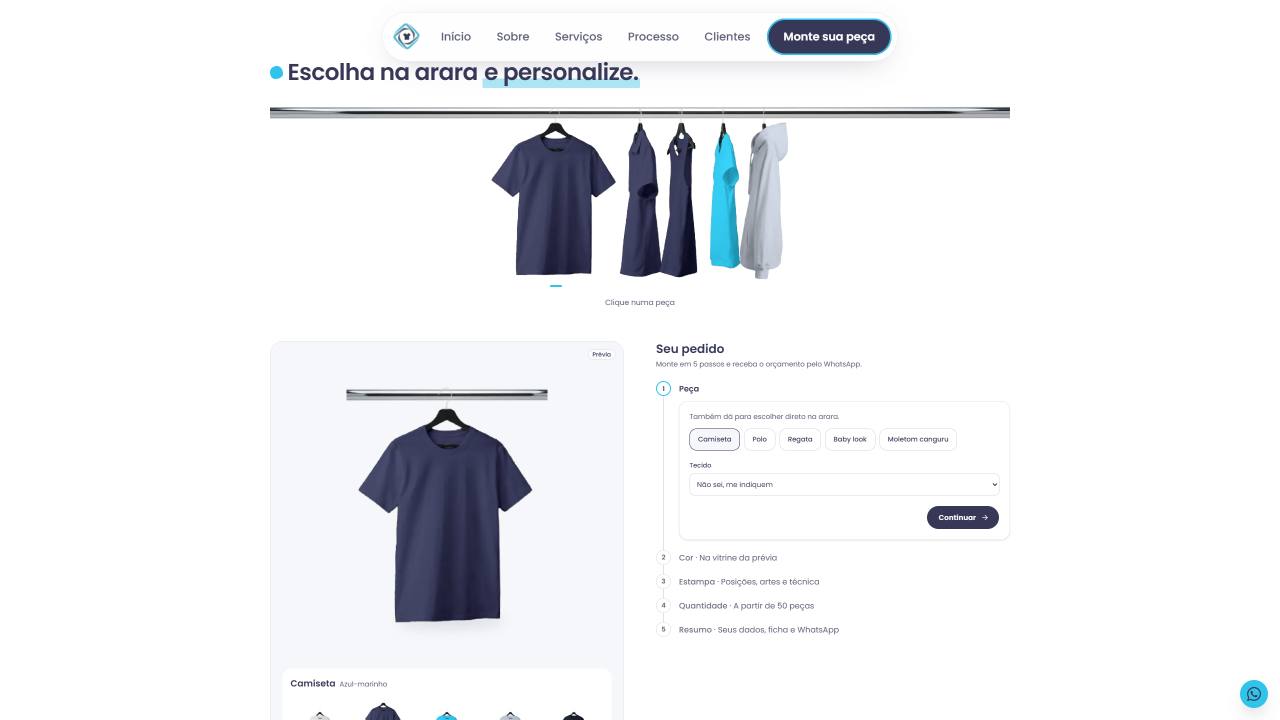 Início
Sobre
Serviços
Processo
Clientes
Monte sua peça
Escolha na arara e personalize.
Clique numa peça
Prévia
Camiseta Azul-marinho
Seu pedido
Monte em 5 passos e receba o orçamento pelo WhatsApp.
1 Peça
Também dá para escolher direto na arara.
Camiseta
Polo
Regata
Baby look
Moletom canguru
Tecido
Não sei, me indiquem
Continuar →
2 Cor · Na vitrine da prévia
3 Estampa · Posições, artes e técnica
4 Quantidade · A partir de 50 peças
5 Resumo · Seus dados, ficha e WhatsApp